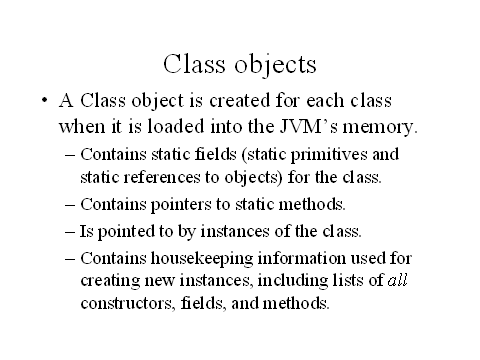 Class objects
• A Class object is created for each class
when it is loaded into the JVM's memory.
– Contains static fields (static primitives and
static references to objects) for the class.
– Contains pointers to static methods.
– Is pointed to by instances of the class.
– Contains housekeeping information used for
creating new instances, including lists of all
constructors, fields, and methods.